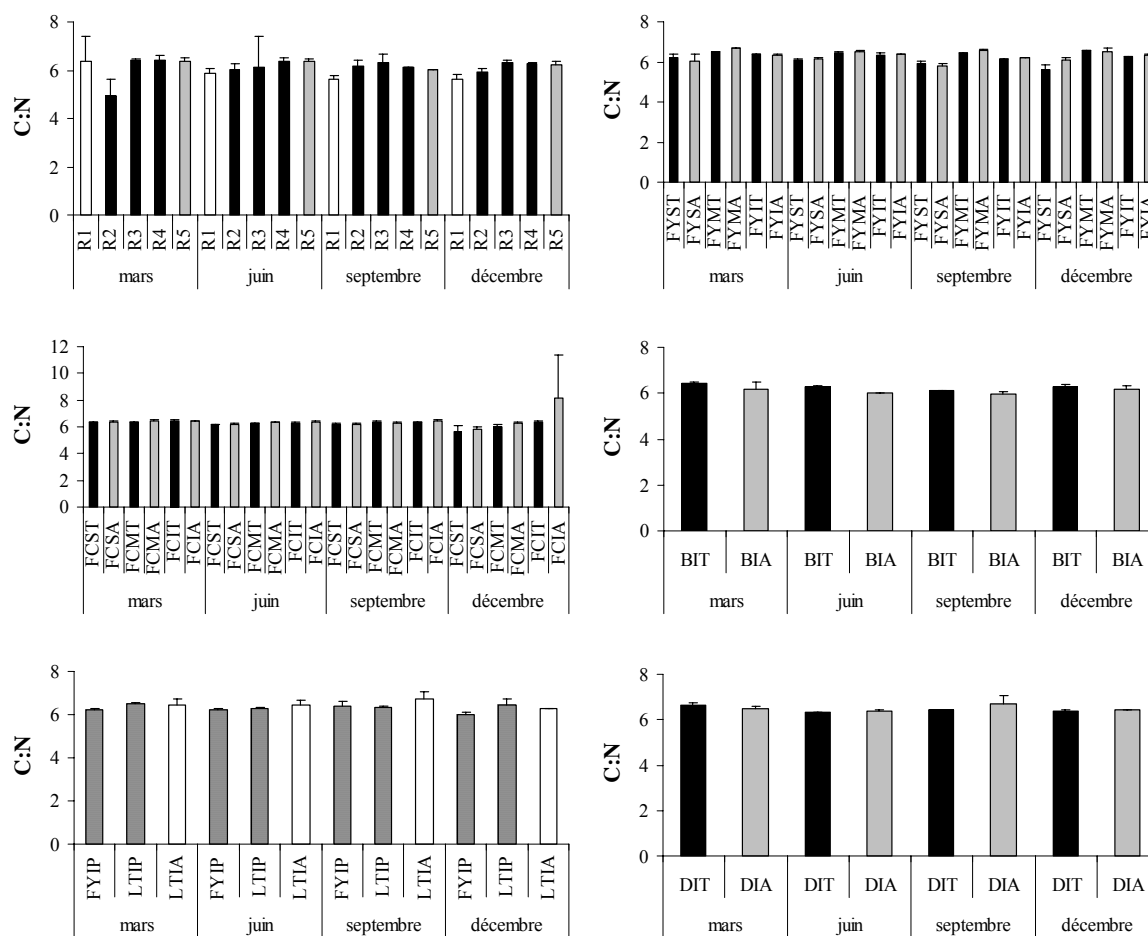 8
6
4
2
0
C:N
R1 R2 R3 R4 R5 R1 R2 R3 R4 R5 R1 R2 R3 R4 R5 R1 R2 R3 R4 R5
mars juin septembre décembre
8
6
4
2
0
C:N
FYST FYSA FYMT FYMA FYIT FYIA FYST FYSA FYMT FYMA FYIT FYIA FYST FYSA FYMT FYMA FYIT FYIA FYST FYSA FYMT FYMA FYIT FYIA
mars juin septembre décembre
12
10
8
6
4
2
0
C:N
FCST FCSA FCMT FCMA FCIT FCIA FCST FCSA FCMT FCMA FCIT FCIA FCST FCSA FCMT FCMA FCIT FCIA FCST FCSA FCMT FCMA FCIT FCIA
mars juin septembre décembre
8
6
4
2
0
C:N
BIT BIA BIT BIA BIT BIA BIT BIA
mars juin septembre décembre
8
6
4
2
0
C:N
FYIP LTIP LTIA FYIP LTIP LTIA FYIP LTIP LTIA FYIP LTIP LTIA
mars juin septembre décembre
8
6
4
2
0
C:N
DIT DIA DIT DIA DIT DIA DIT DIA
mars juin septembre décembre